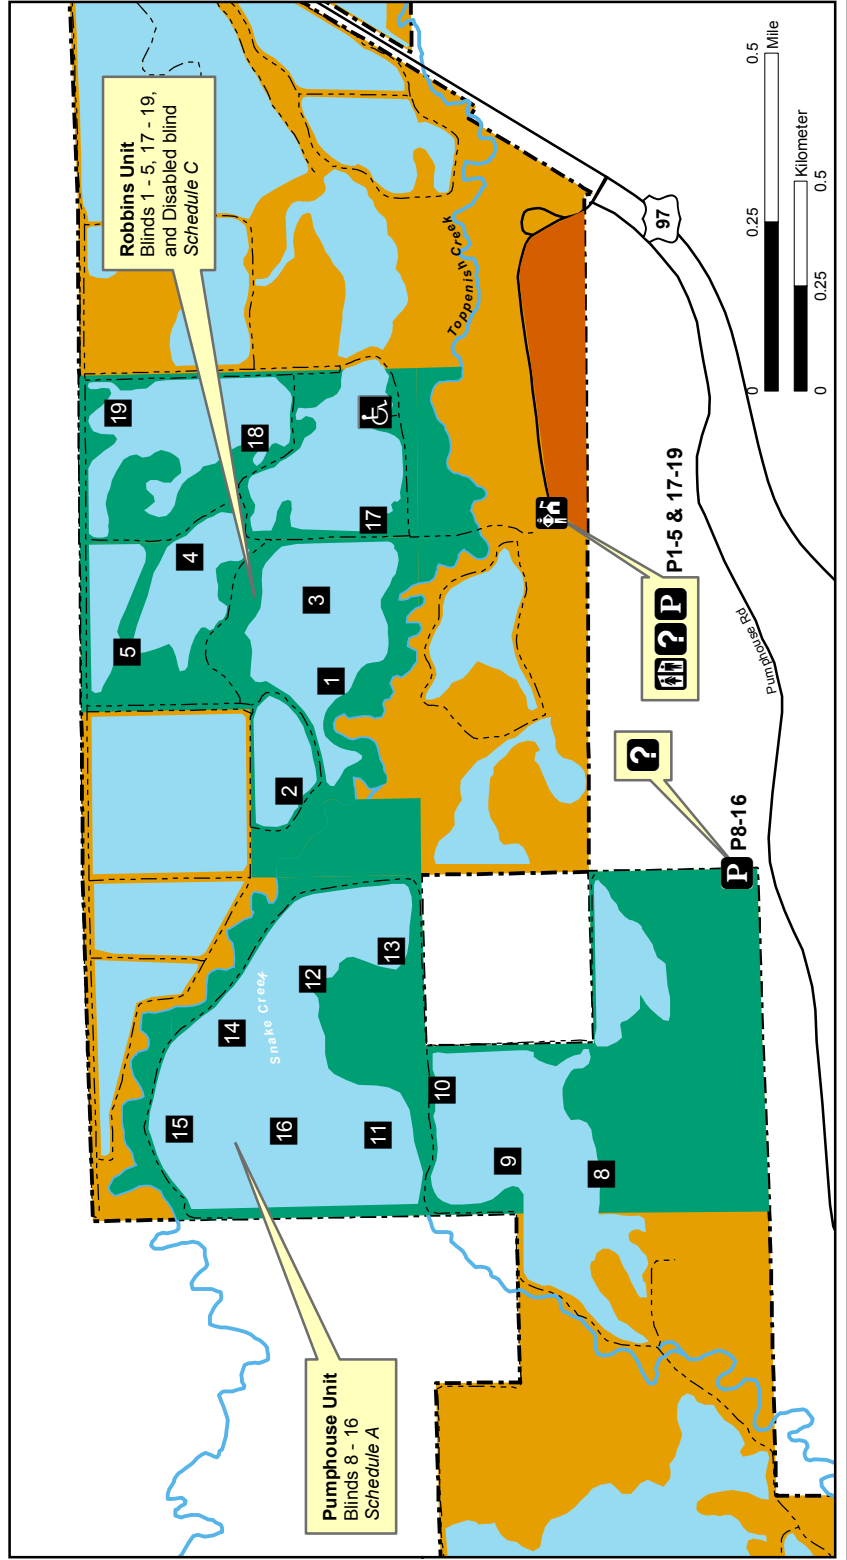 Robbins Unit
Blinds 1 - 5, 17 - 19,
and Disabled blind
Schedule C
Pumphouse Unit
Blinds 8 - 16
Schedule A
15
14
16
11
12
13
10
9
8
Snake Creek
2
1
3
5
4
19
18
17
Toppenish Creek
?
P
P8-16
? P
P1-5 & 17-19
Pumphouse Rd
97
0 0.25 0.5
Mile
Kilometer
0 0.25 0.5